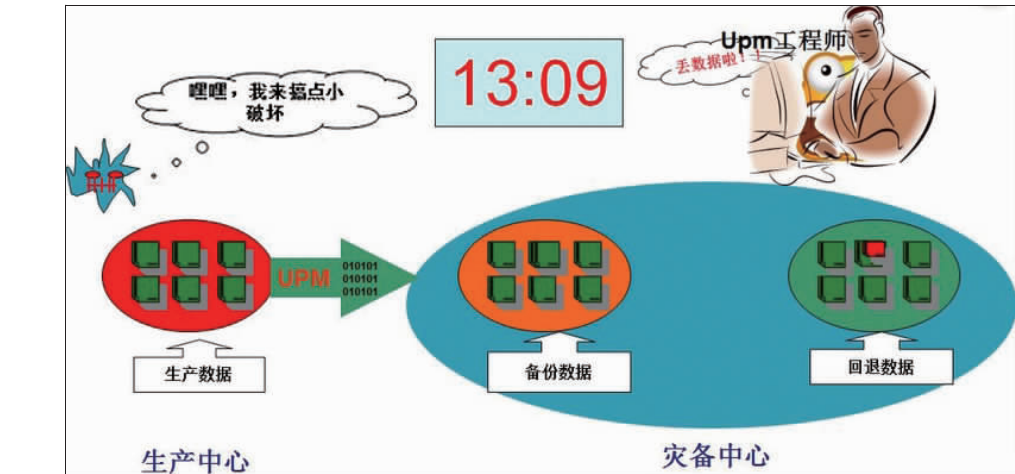 Upm工程师
13:09
丢数据啦！！
嘿嘿，我来搞点小
破坏
UPM
010101
010101
010101
生产数据
备份数据
回退数据
生产中心
灾备中心